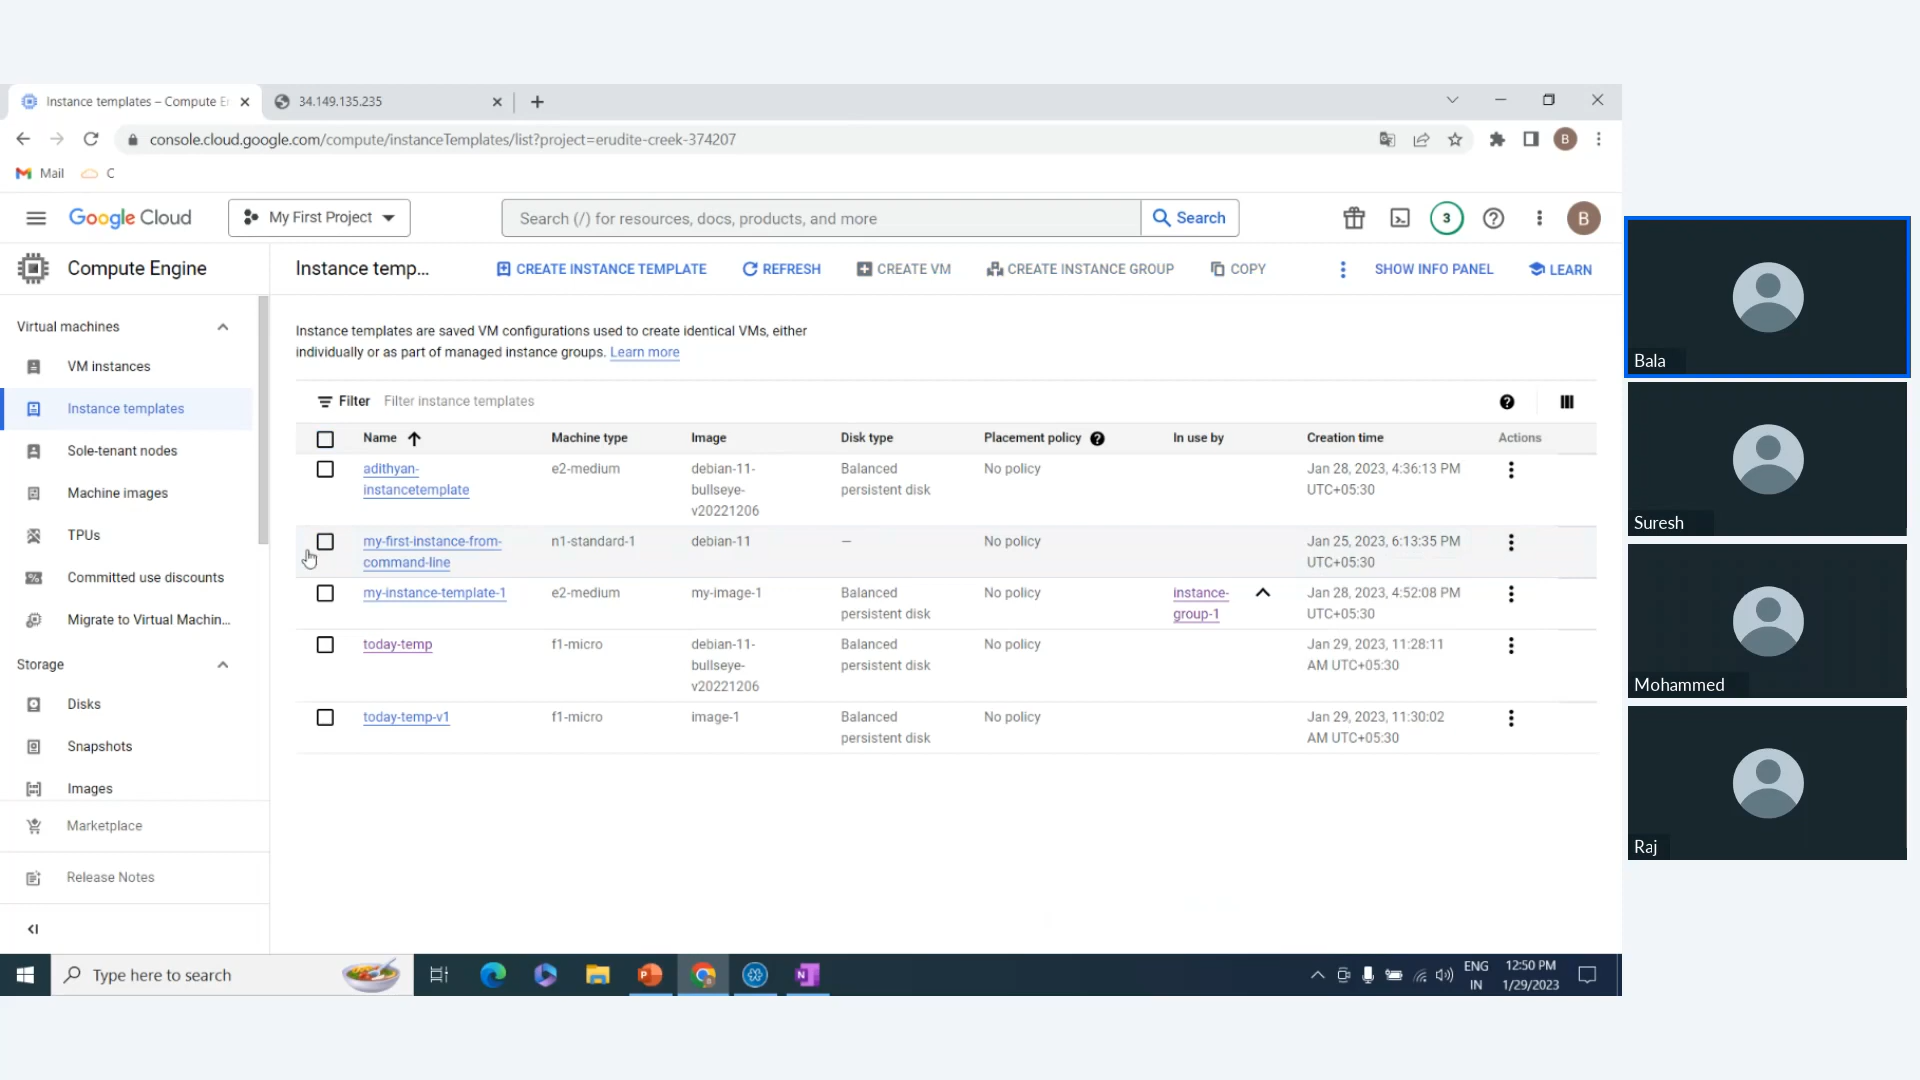 Instance templates – Compute En
34.149.135.235
console.cloud.google.com/compute/instanceTemplates/list?project=erudite-creek-374207
B
Mail
C
Google Cloud
My First Project
Search (/) for resources, docs, products, and more
Search
3
B
Compute Engine
Instance temp...
CREATE INSTANCE TEMPLATE
REFRESH
CREATE VM
CREATE INSTANCE GROUP
COPY
SHOW INFO PANEL
LEARN
Virtual machines
VM instances
Instance templates
Sole-tenant nodes
Machine images
TPUs
Committed use discounts
Migrate to Virtual Machin...
Storage
Disks
Snapshots
Images
Marketplace
Release Notes
Instance templates are saved VM configurations used to create identical VMs, either
individually or as part of managed instance groups. Learn more
Filter Filter instance templates
Name Machine type Image Disk type Placement policy In use by Creation time Actions
adithyan- e2-medium debian-11- Balanced No policy Jan 28, 2023, 4:36:13 PM
instancetemplate bullseye- persistent disk UTC+05:30
v20221206
my-first-instance-from- n1-standard-1 debian-11 – No policy Jan 25, 2023, 6:13:35 PM
command-line UTC+05:30
my-instance-template-1 e2-medium my-image-1 Balanced No policy instance- Jan 28, 2023, 4:52:08 PM
persistent disk group-1 UTC+05:30
today-temp f1-micro debian-11- Balanced No policy Jan 29, 2023, 11:28:11
bullseye- persistent disk AM UTC+05:30
v20221206
today-temp-v1 f1-micro image-1 Balanced No policy Jan 29, 2023, 11:30:02
persistent disk AM UTC+05:30
Type here to search
ENG
IN
12:50 PM
1/29/2023
Bala
Suresh
Mohammed
Raj